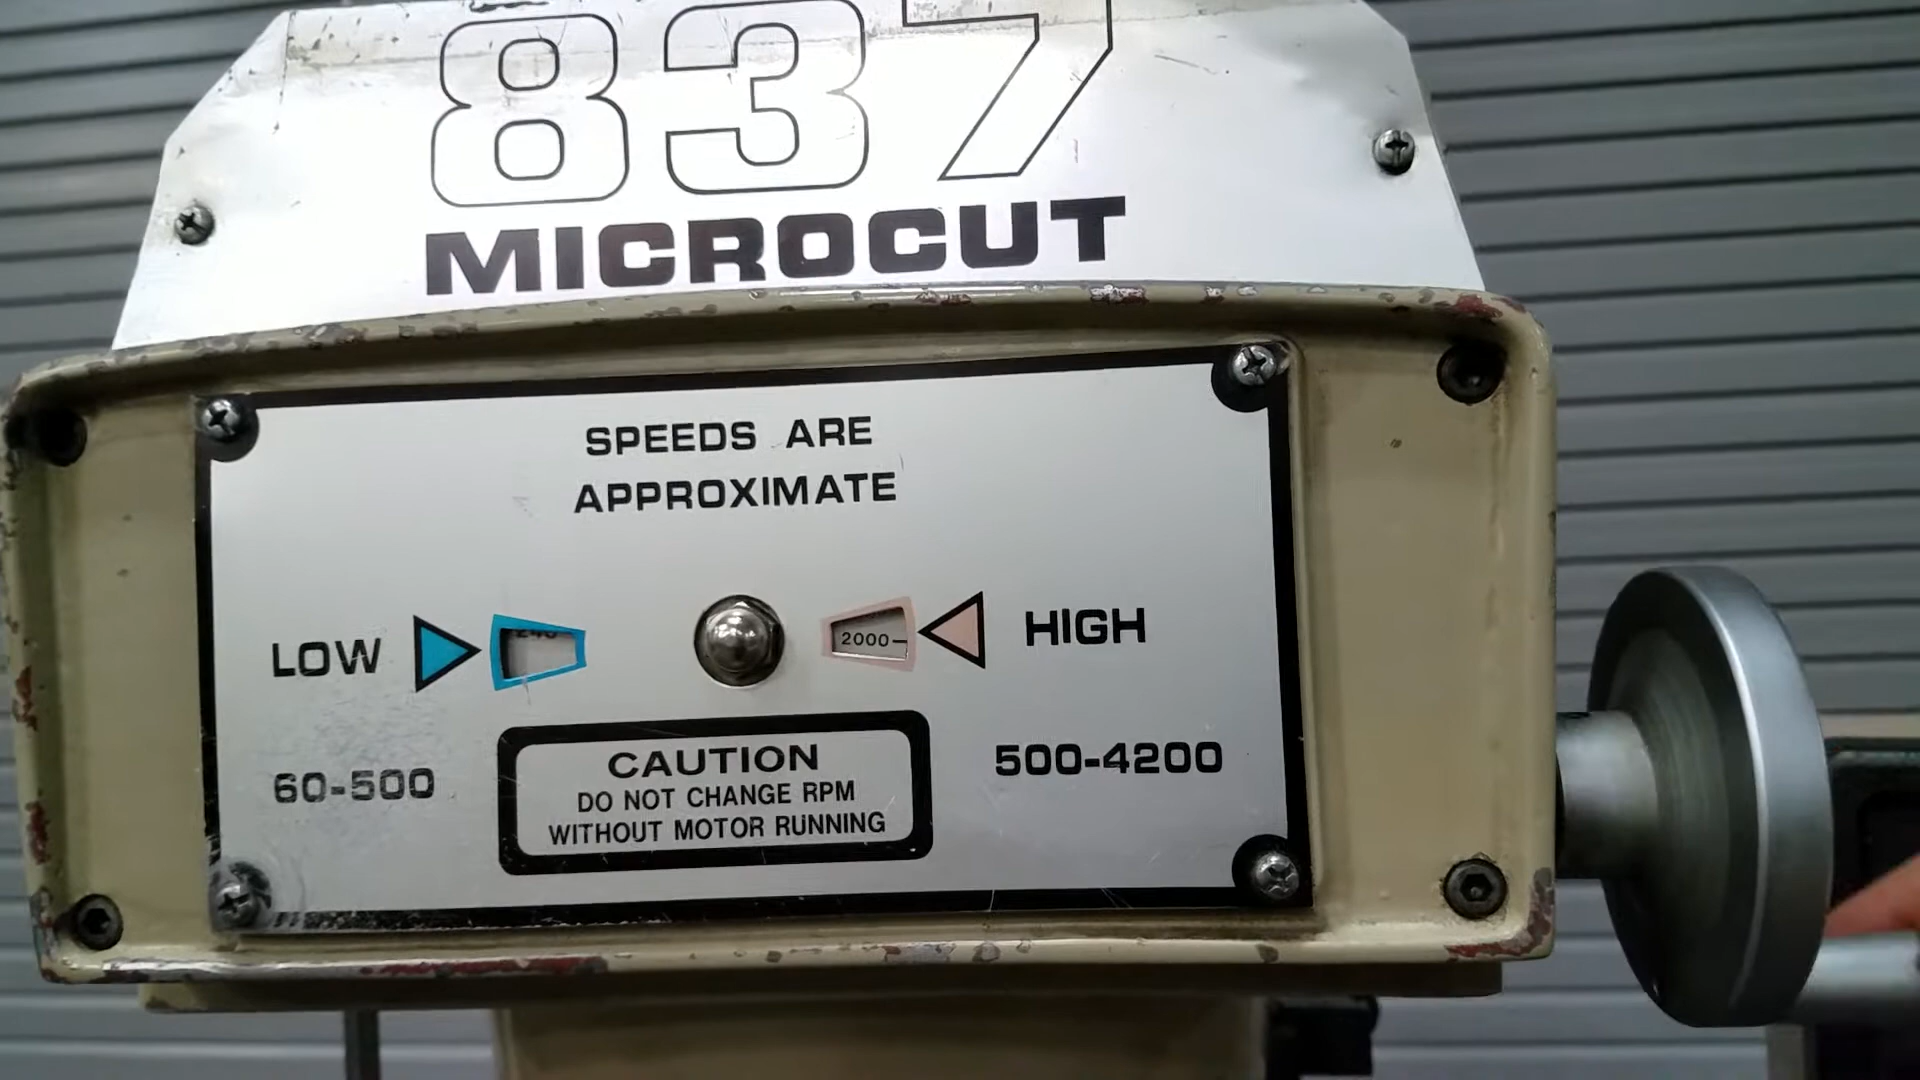 837
MICROCUT
SPEEDS ARE
APPROXIMATE
LOW 2000 HIGH
60-500 500-4200
CAUTION
DO NOT CHANGE RPM
WITHOUT MOTOR RUNNING